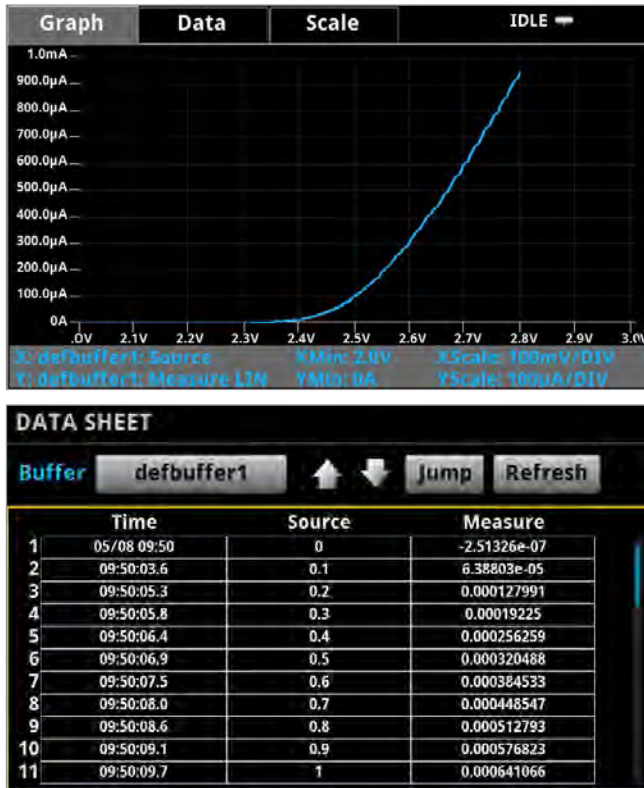 Graph Data Scale IDLE
1.0mA
900.0µA
800.0µA
700.0µA
600.0µA
500.0µA
400.0µA
300.0µA
200.0µA
100.0µA
0A
.0V 2.1V 2.2V 2.3V 2.4V 2.5V 2.6V 2.7V 2.8V 2.9V 3.0V
X: defbuffer1: Source XMin: 2.0V XScale: 100mV/DIV
Y: defbuffer1: Measure LIN YMin: 0A YScale: 100µA/DIV
DATA SHEET
Buffer defbuffer1 Jump Refresh
Time Source Measure
1 05/08 09:50 0 -2.51326e-07
2 09:50:03.6 0.1 6.38803e-05
3 09:50:05.3 0.2 0.000127991
4 09:50:05.8 0.3 0.00019225
5 09:50:06.4 0.4 0.000256259
6 09:50:06.9 0.5 0.000320488
7 09:50:07.5 0.6 0.000384533
8 09:50:08.0 0.7 0.000448547
9 09:50:08.6 0.8 0.000512793
10 09:50:09.1 0.9 0.000576823
11 09:50:09.7 1 0.000641066